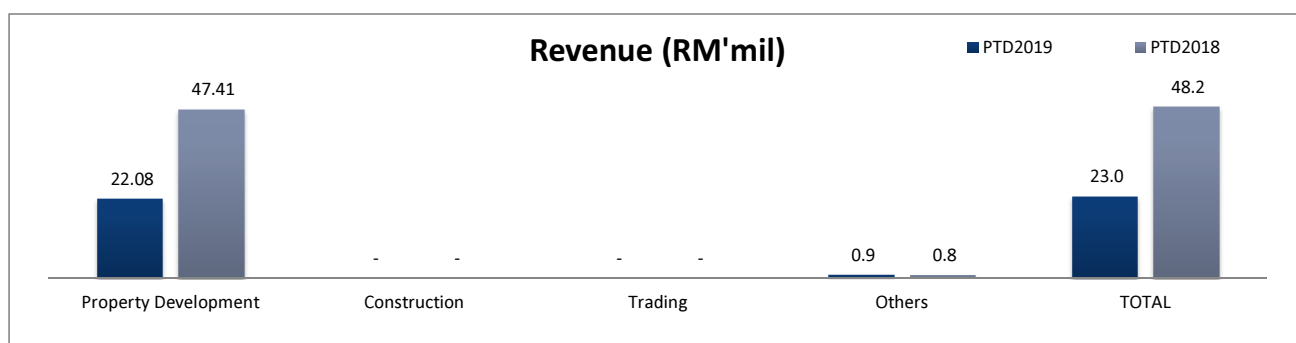 Revenue (RM'mil)
PTD2019 PTD2018
47.41
48.2
22.08
23.0
- - - - 0.9 0.8
Property Development Construction Trading Others TOTAL